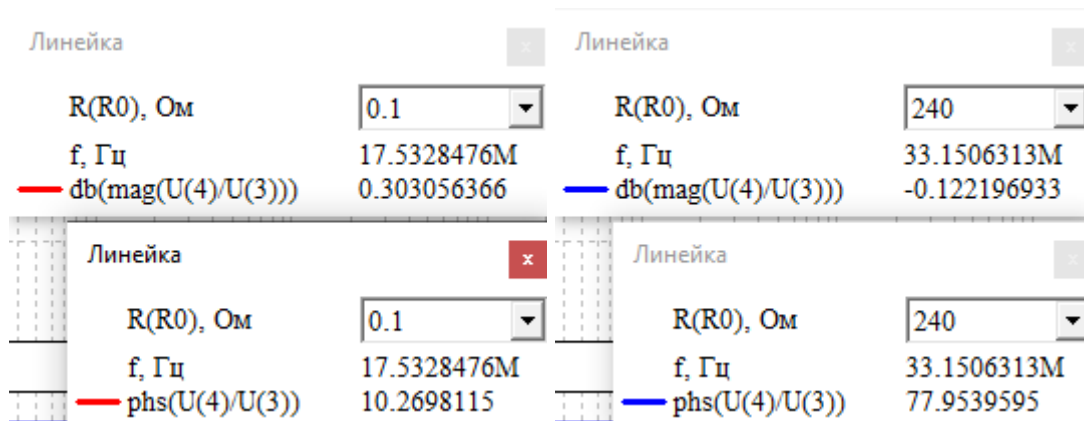 Линейка x
R(R0), Ом 0.1
f, Гц 17.5328476M
db(mag(U(4)/U(3))) 0.303056366
Линейка x
R(R0), Ом 0.1
f, Гц 17.5328476M
phs(U(4)/U(3)) 10.2698115
Линейка x
R(R0), Ом 240
f, Гц 33.1506313M
db(mag(U(4)/U(3))) -0.122196933
Линейка x
R(R0), Ом 240
f, Гц 33.1506313M
phs(U(4)/U(3)) 77.9539595